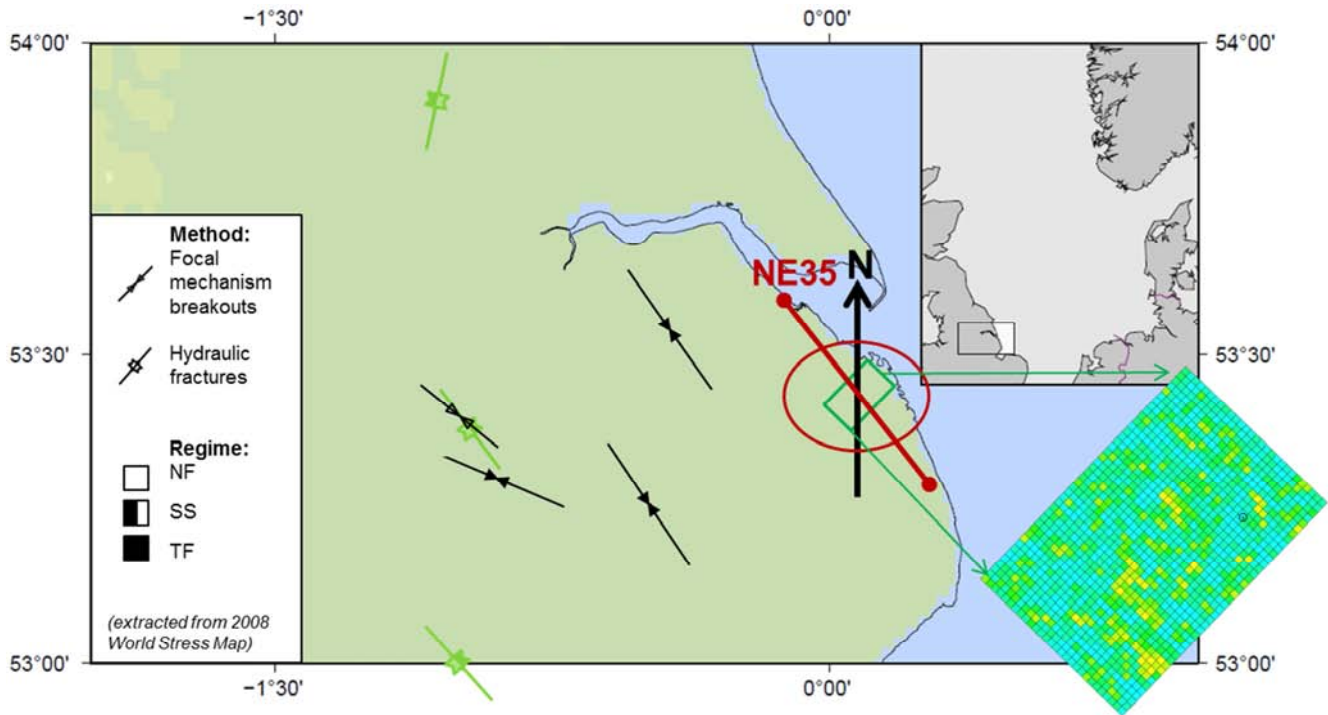 −1°30'
0°00'
54°00'
54°00'
Method:
Focal
mechanism
breakouts
Hydraulic
fractures
Regime:
NF
SS
TF
(extracted from 2008
World Stress Map)
NE35
N
53°30'
53°30'
53°00'
53°00'
−1°30'
0°00'